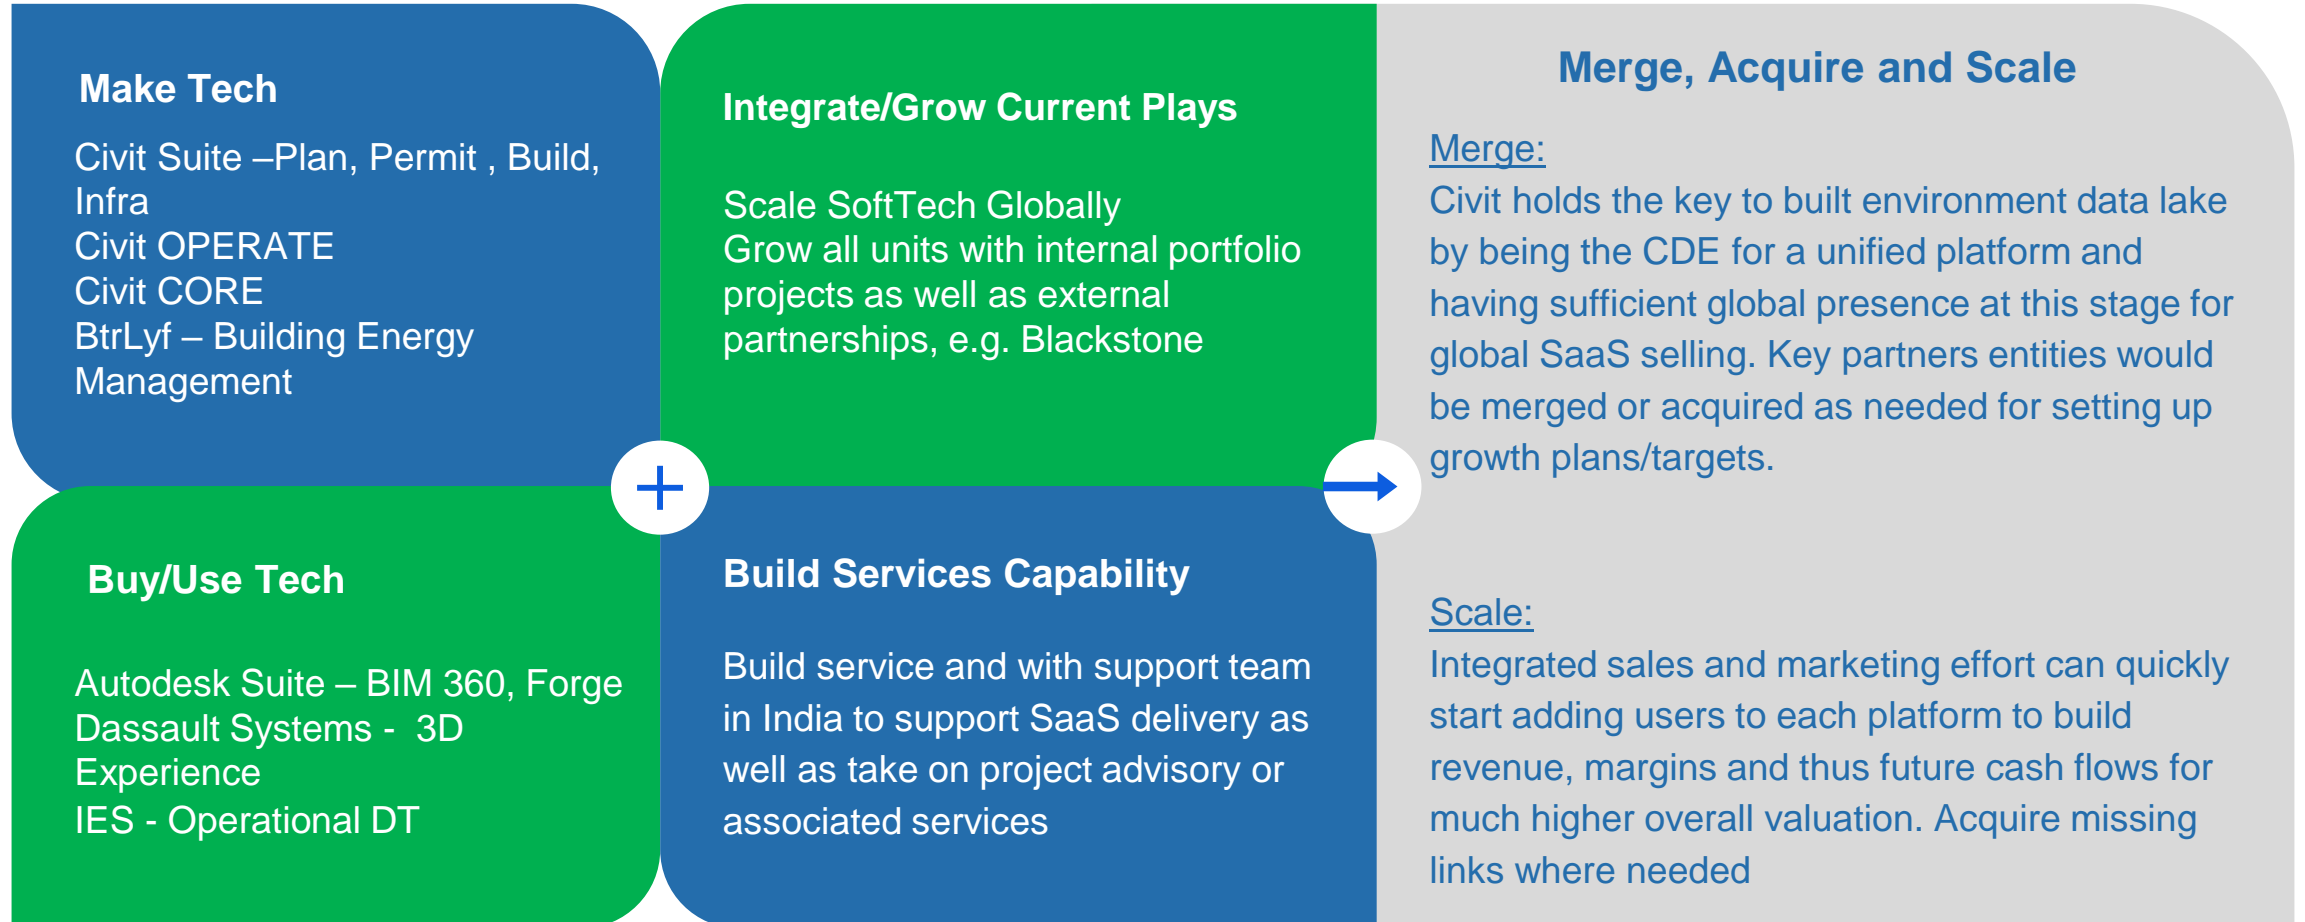 Make Tech
Civit Suite –Plan, Permit , Build,
Infra
Civit OPERATE
Civit CORE
BtrLyf – Building Energy
Management
Integrate/Grow Current Plays
Scale SoftTech Globally
Grow all units with internal portfolio
projects as well as external
partnerships, e.g. Blackstone
Buy/Use Tech
Autodesk Suite – BIM 360, Forge
Dassault Systems - 3D
Experience
IES - Operational DT
Build Services Capability
Build service and with support team
in India to support SaaS delivery as
well as take on project advisory or
associated services
Merge, Acquire and Scale
Merge:
Civit holds the key to built environment data lake
by being the CDE for a unified platform and
having sufficient global presence at this stage for
global SaaS selling. Key partners entities would
be merged or acquired as needed for setting up
growth plans/targets.
Scale:
Integrated sales and marketing effort can quickly
start adding users to each platform to build
revenue, margins and thus future cash flows for
much higher overall valuation. Acquire missing
links where needed